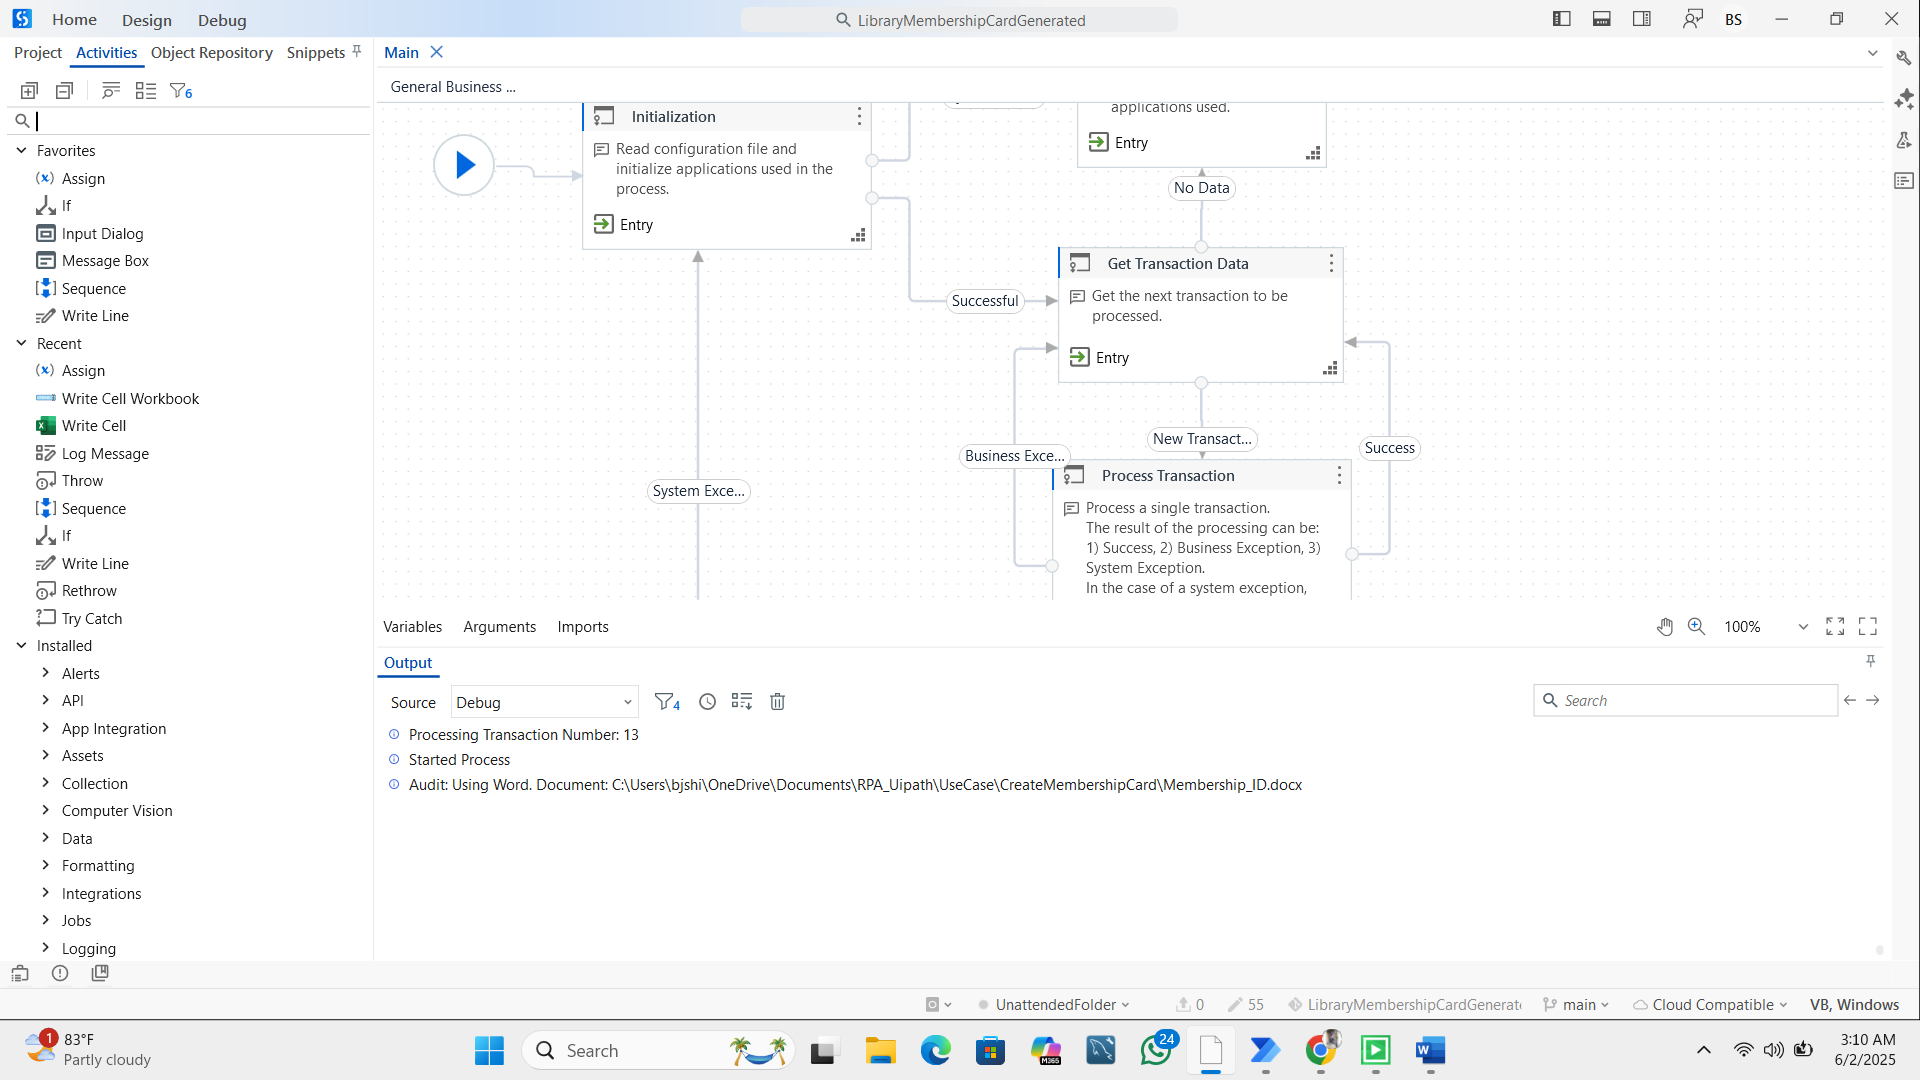 Home
Design
Debug
LibraryMembershipCardGenerated
BS
Project
Activities
Object Repository
Snippets
Main
6
General Business ...
Favorites
Assign
If
Input Dialog
Message Box
Sequence
Write Line
Recent
Assign
Write Cell Workbook
Write Cell
Log Message
Throw
Sequence
If
Write Line
Rethrow
Try Catch
Installed
Alerts
API
App Integration
Assets
Collection
Computer Vision
Data
Formatting
Integrations
Jobs
Logging
Initialization
Read configuration file and
initialize applications used in the
process.
Entry
applications used.
Entry
No Data
Get Transaction Data
Get the next transaction to be
processed.
Entry
Successful
New Transact...
Business Exce...
Success
System Exce...
Process Transaction
Process a single transaction.
The result of the processing can be:
1) Success, 2) Business Exception, 3)
System Exception.
In the case of a system exception,
Variables
Arguments
Imports
100%
Output
Source
Debug
4
Search
Processing Transaction Number: 13
Started Process
Audit: Using Word. Document: C:\Users\bjshi\OneDrive\Documents\RPA_Uipath\UseCase\CreateMembershipCard\Membership_ID.docx
UnattendedFolder
0
55
LibraryMembershipCardGenerat
main
Cloud Compatible
VB, Windows
1
83°F
Partly cloudy
Search
M365
24
3:10 AM
6/2/2025